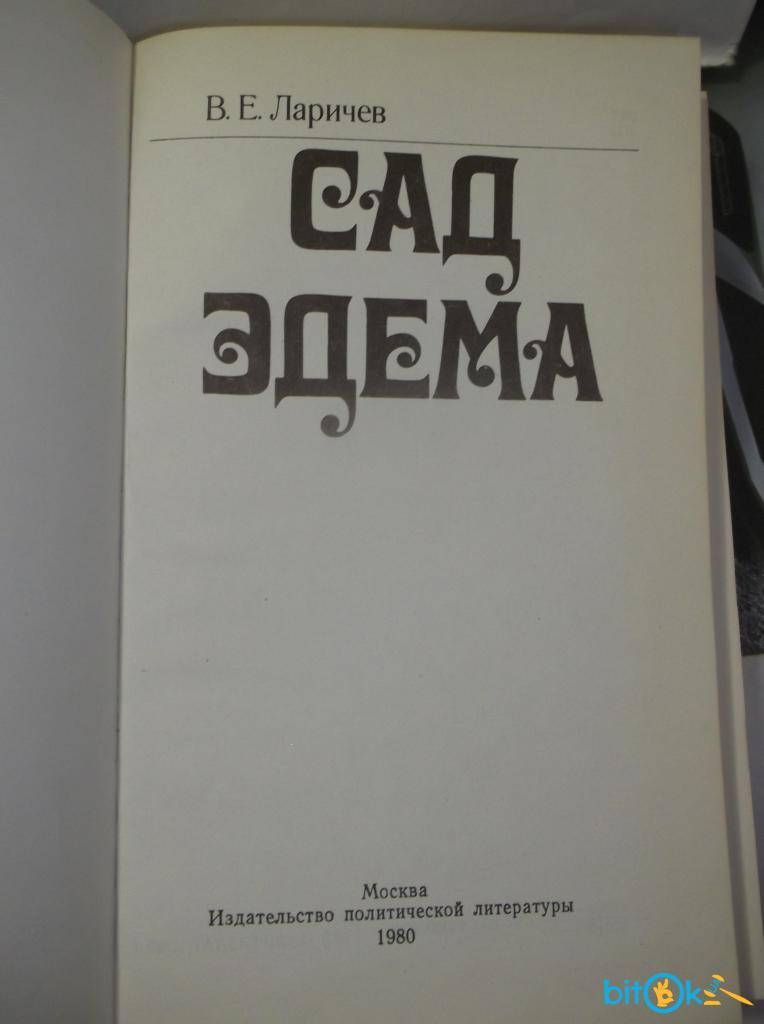 В. Е. Ларичев
САД
ЭДЕМА
Москва
Издательство политической литературы
1980
bitOk